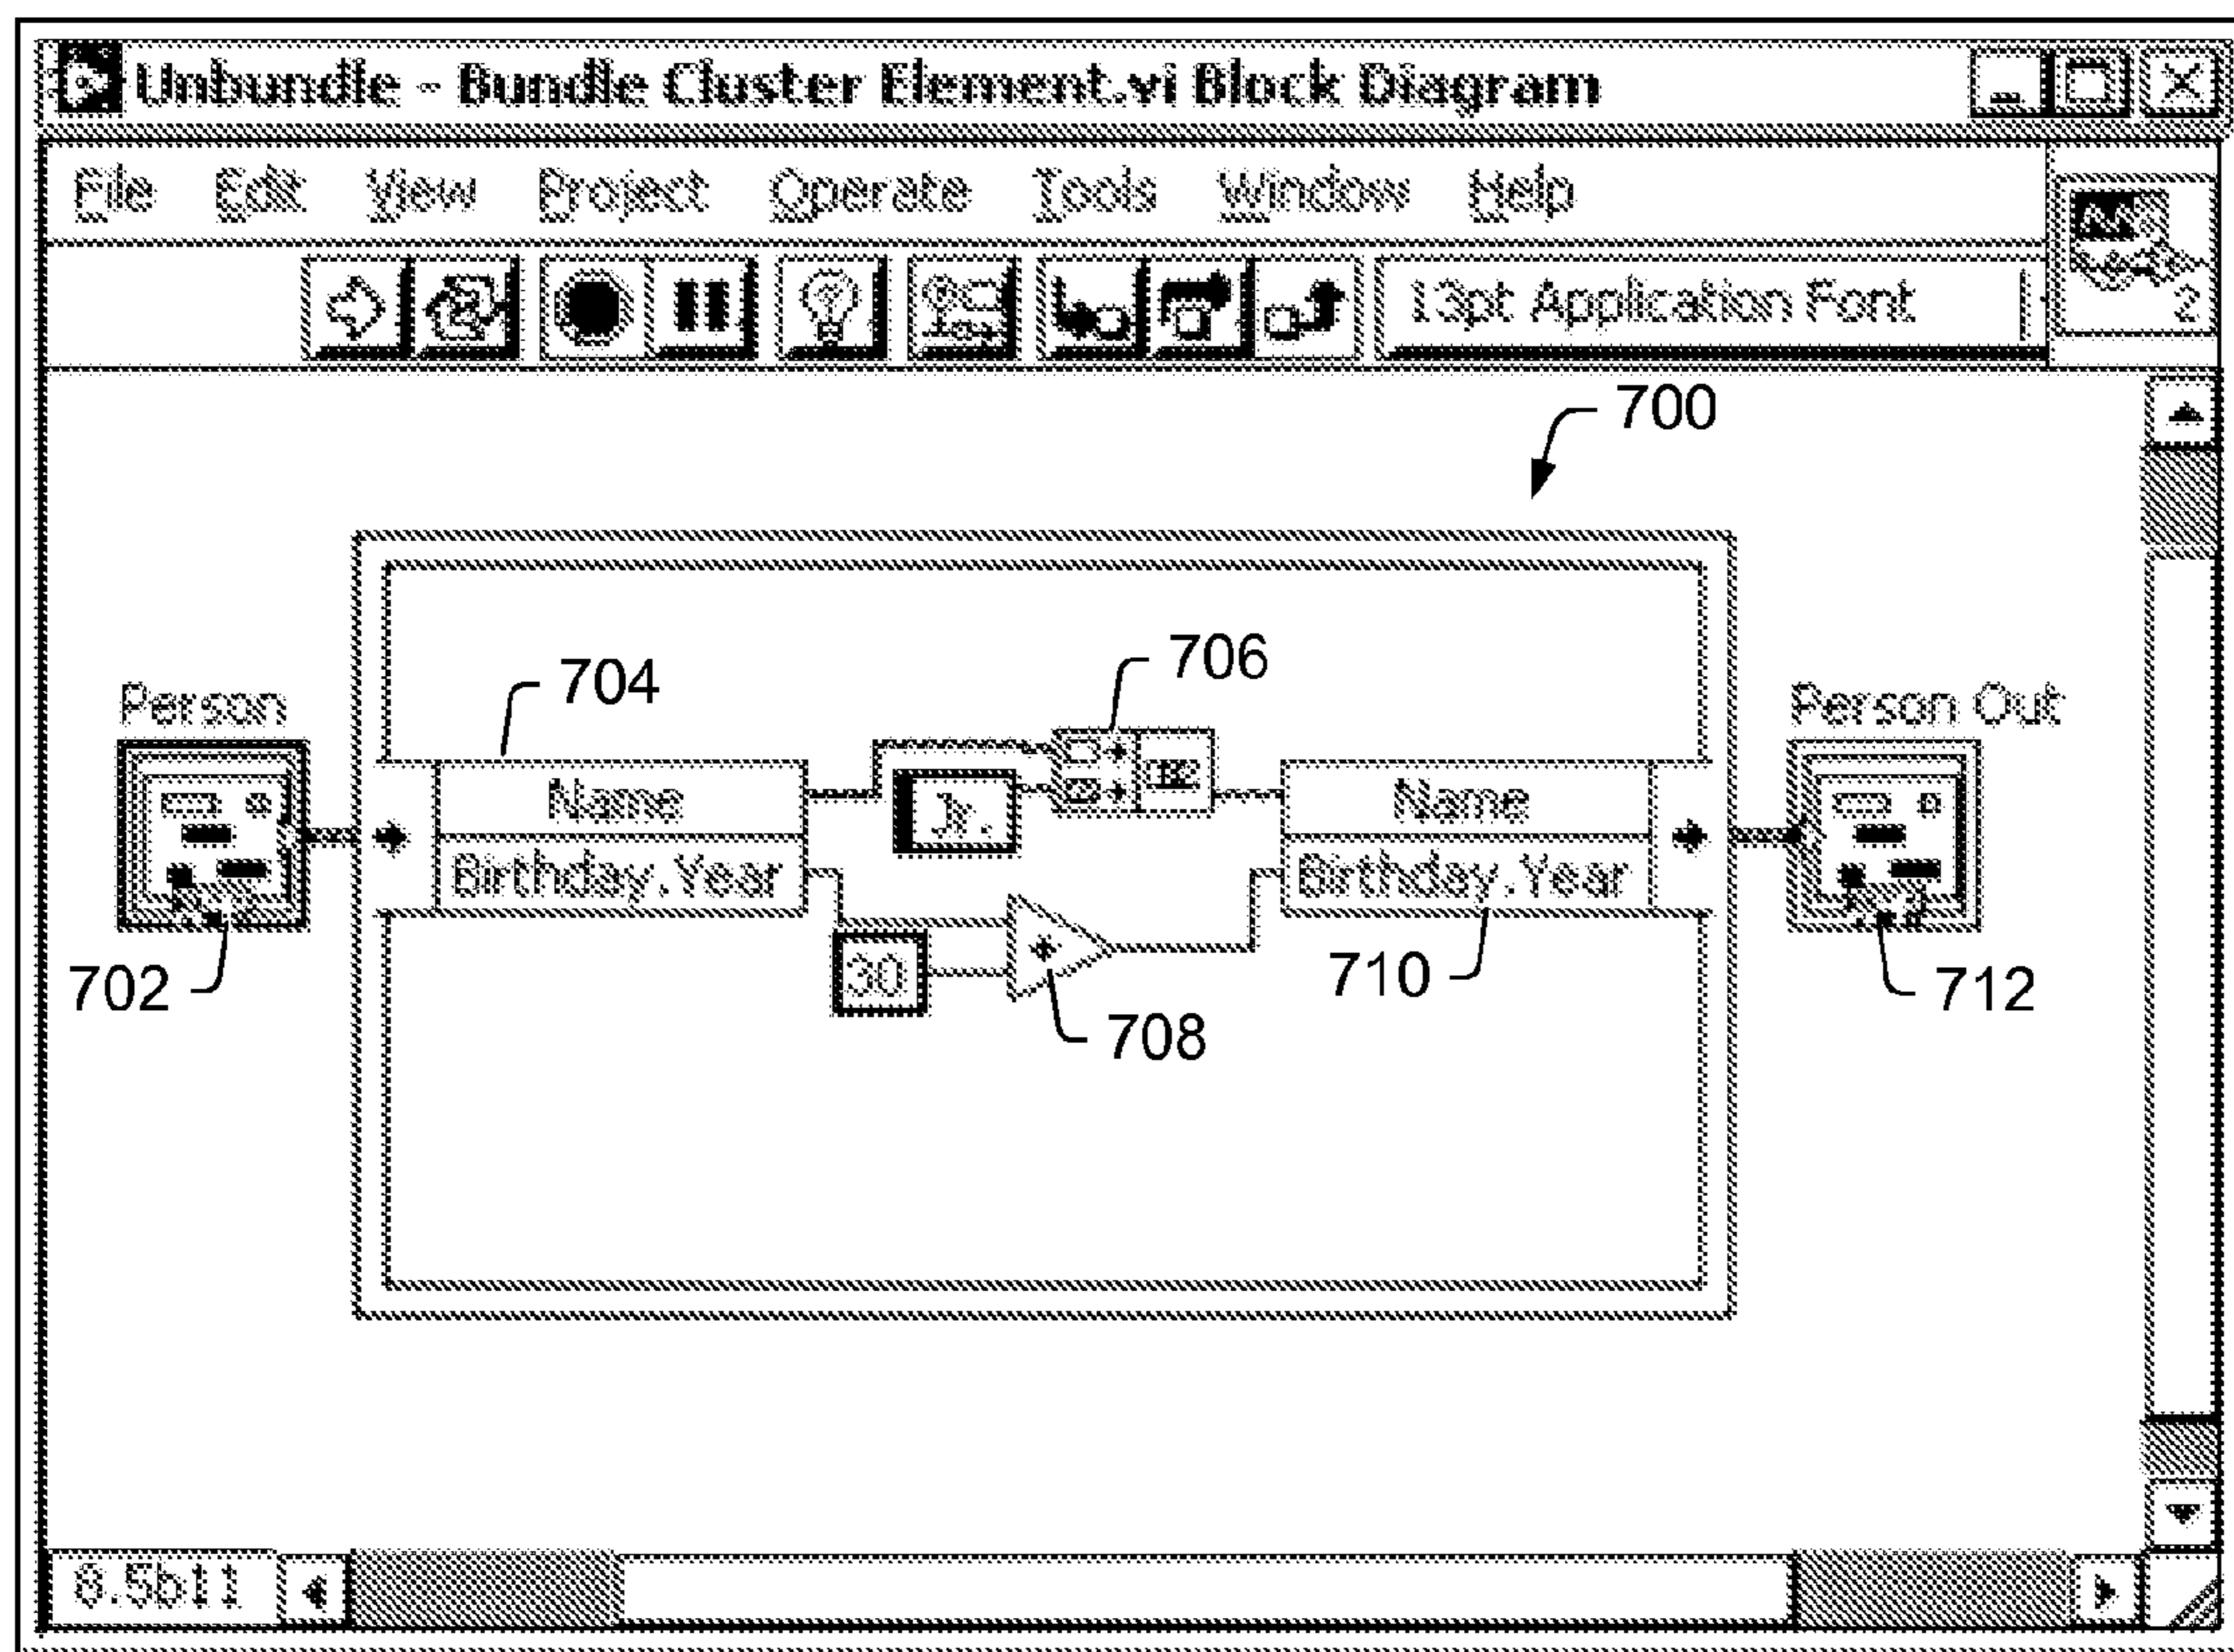 Unbundle - Bundle Cluster Element.vi Block Diagram
File Edit View Project Operate Tools Window Help
13pt Application Font
2
700
706
704
Person
Person Out
Name
Name
Jr.
Birthday.Year
Birthday.Year
30
702
710
712
708
8.5b11